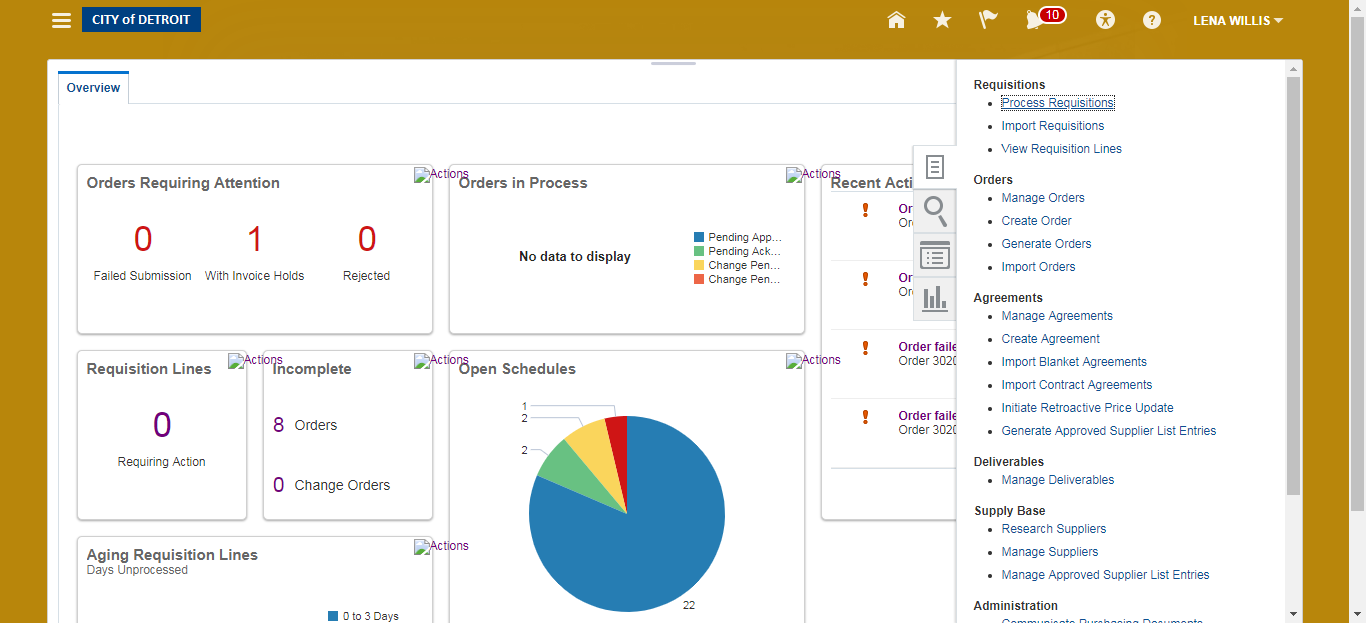 CITY of DETROIT
10
?
LENA WILLIS
Overview
Orders Requiring Attention
Actions
0
1
0
Failed Submission
With Invoice Holds
Rejected
Orders in Process
Actions
No data to display
Pending App...
Pending Ack...
Change Pen...
Change Pen...
Recent Acti
Or
Or
Or
Or
Order faile
Order 3020
Order faile
Order 3020
Requisition Lines
Actions
0
Requiring Action
Incomplete
Actions
8 Orders
0 Change Orders
Open Schedules
Actions
1
2
2
22
Aging Requisition Lines
Actions
Days Unprocessed
0 to 3 Days
Requisitions
Process Requisitions
Import Requisitions
View Requisition Lines
Orders
Manage Orders
Create Order
Generate Orders
Import Orders
Agreements
Manage Agreements
Create Agreement
Import Blanket Agreements
Import Contract Agreements
Initiate Retroactive Price Update
Generate Approved Supplier List Entries
Deliverables
Manage Deliverables
Supply Base
Research Suppliers
Manage Suppliers
Manage Approved Supplier List Entries
Administration
Communicate Purchasing Documents